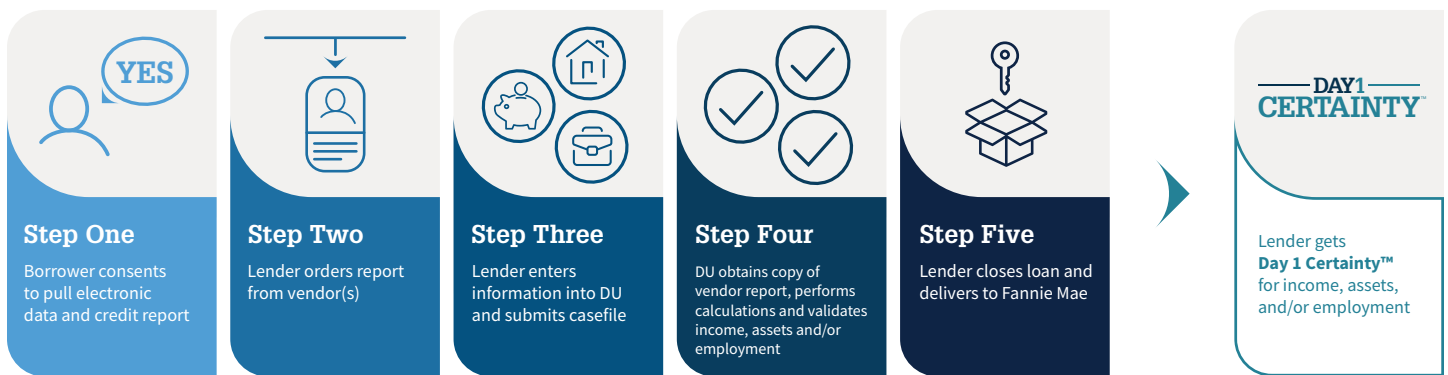 YES
Step One
Borrower consents
to pull electronic
data and credit report
Step Two
Lender orders report
from vendor(s)
Step Three
Lender enters
information into DU
and submits casefile
Step Four
DU obtains copy of
vendor report, performs
calculations and validates
income, assets and/or
employment
Step Five
Lender closes loan and
delivers to Fannie Mae
DAY1
CERTAINTY™
Lender gets
Day 1 Certainty™
for income, assets,
and/or employment